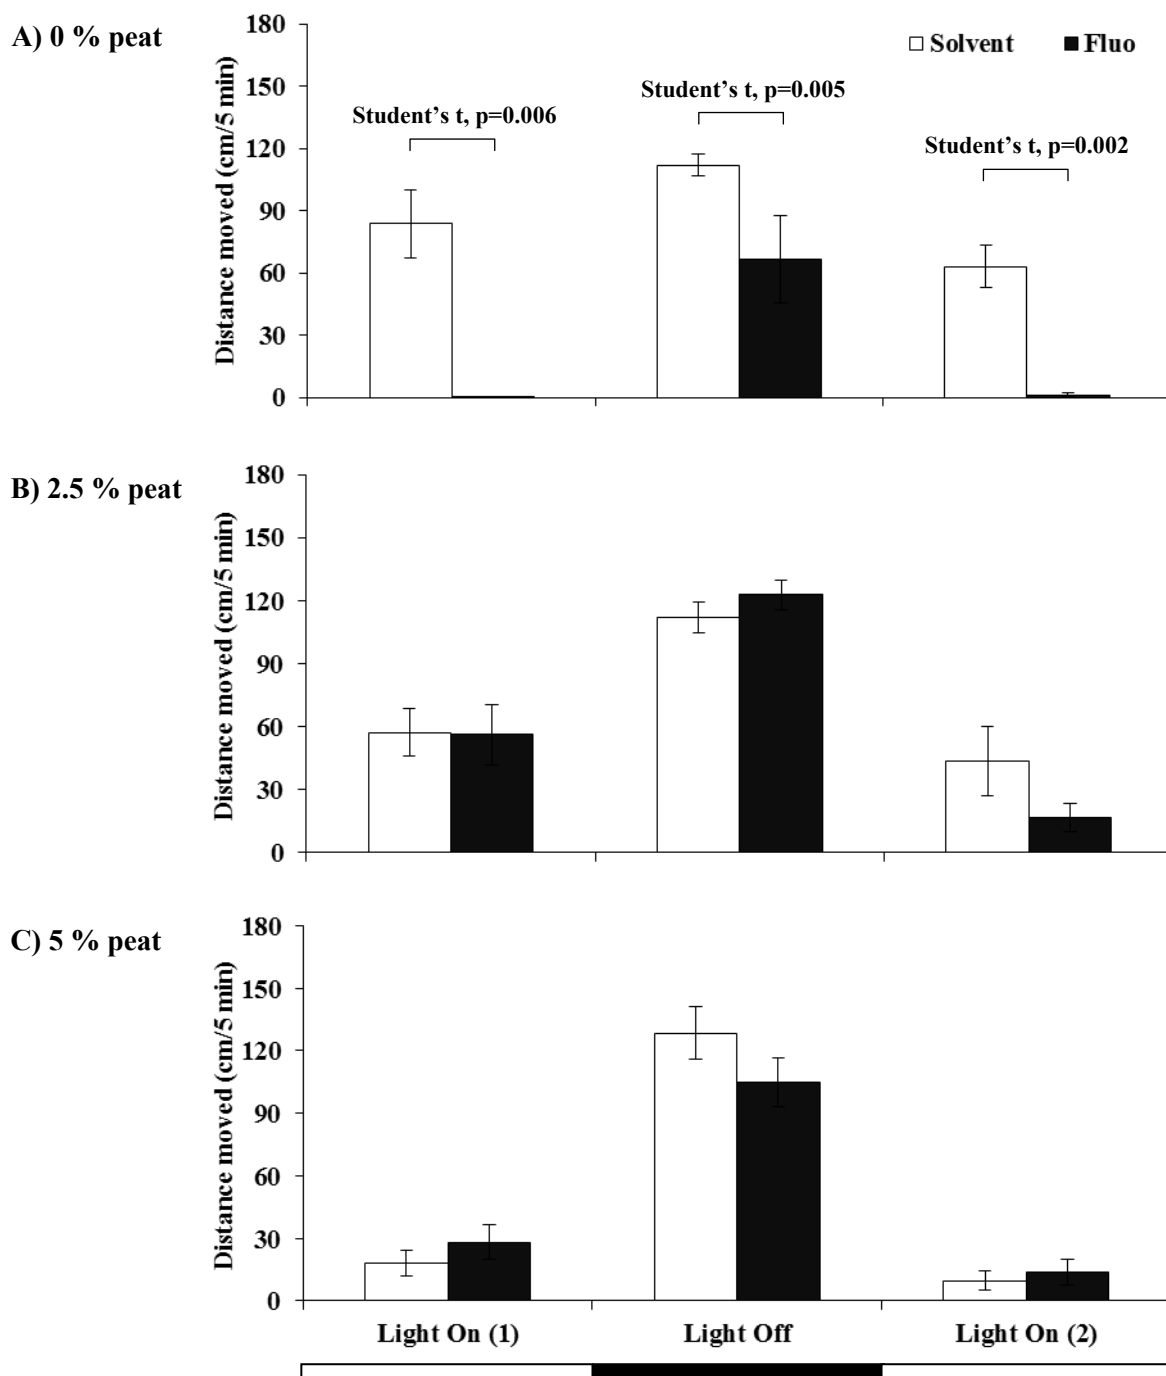 A) 0 % peat
Solvent Fluo
Student's t, p=0.006
Student's t, p=0.005
Student's t, p=0.002
Distance moved (cm/5 min)
180
150
120
90
60
30
0
B) 2.5 % peat
Distance moved (cm/5 min)
180
150
120
90
60
30
0
C) 5 % peat
Distance moved (cm/5 min)
180
150
120
90
60
30
0
Light On (1) Light Off Light On (2)